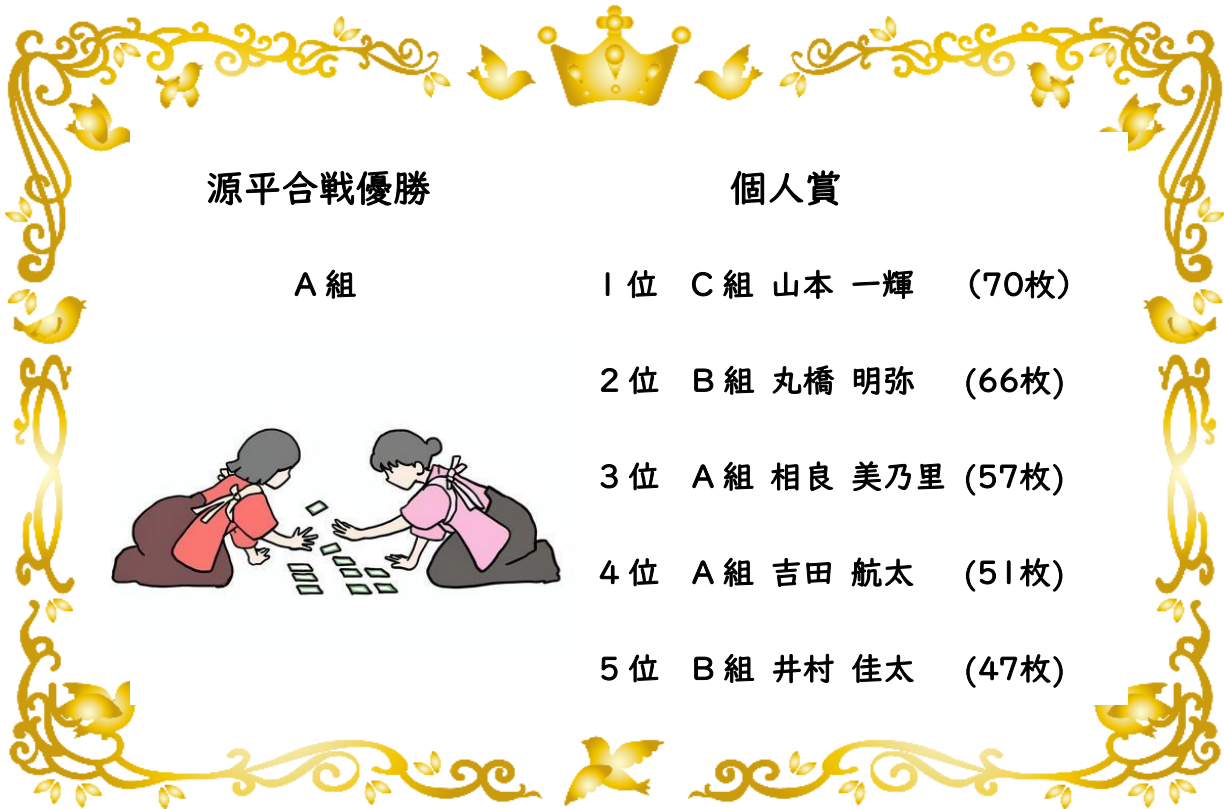 源平合戦優勝
A組
個人賞
1位 C組 山本 一輝 (70枚)
2位 B組 丸橋 明弥 (66枚)
3位 A組 相良 美乃里 (57枚)
4位 A組 吉田 航太 (51枚)
5位 B組 井村 佳太 (47枚)